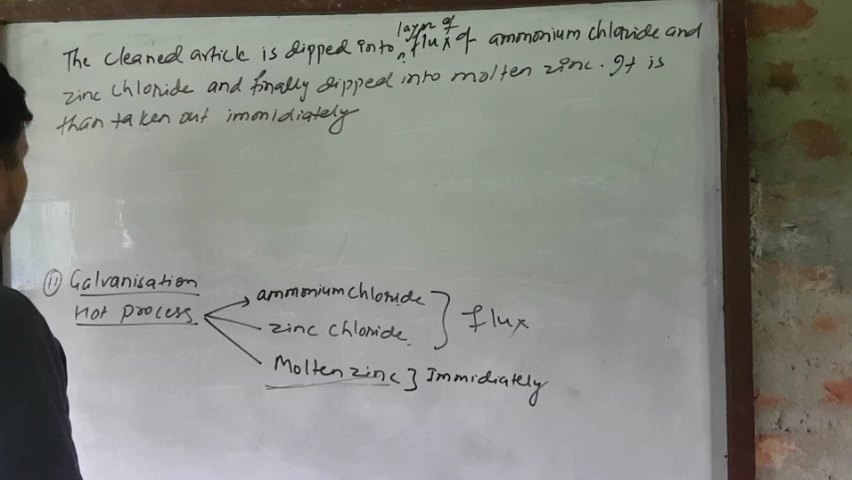 The cleaned article is dipped into layer of flux of ammonium chloride and
zinc chloride and finally dipped into molten zinc. It is
than taken out immidiately
(11) Galvanisation
Hot process
ammonium chloride
zinc chloride
flux
Molten zinc } Immidiately